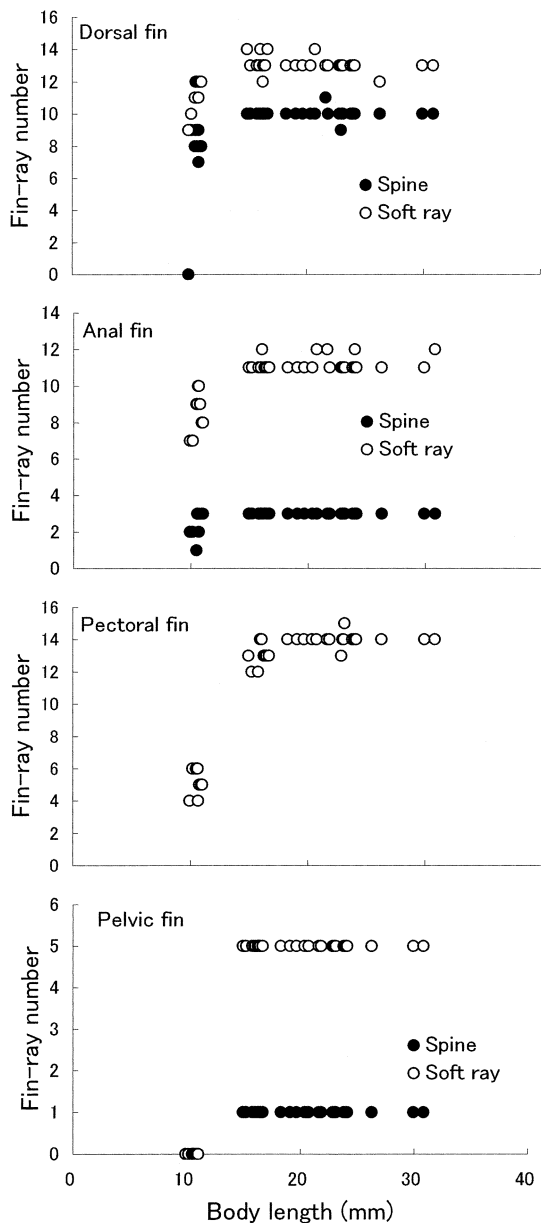 Dorsal fin
Fin-ray number
16
14
12
10
8
6
4
2
0
Spine
Soft ray
Anal fin
Fin-ray number
14
12
10
8
6
4
2
0
Spine
Soft ray
Pectoral fin
Fin-ray number
16
14
12
10
8
6
4
2
0
Pelvic fin
Fin-ray number
6
5
4
3
2
1
0
Spine
Soft ray
0 10 20 30 40
Body length (mm)